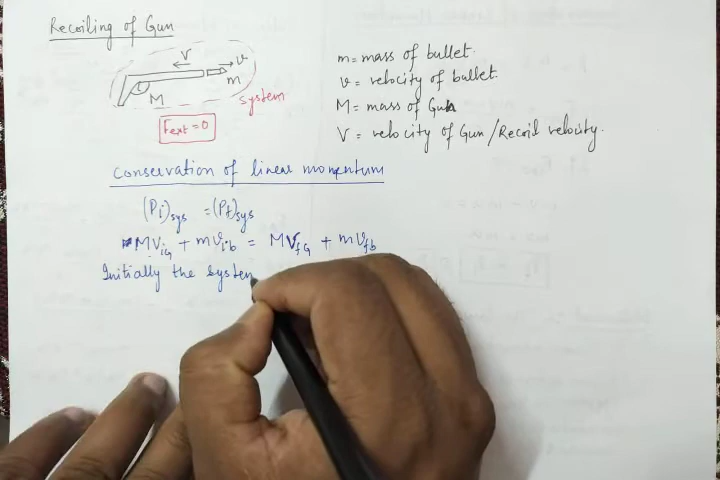 Recoiling of Gun
V
v
m
M
System
Fext = 0
m = mass of bullet.
v = velocity of bullet.
M = mass of Gun
V = velocity of Gun / Recoil velocity.
Conservation of linear momentum
(Pi)sys = (Pf)sys
MViG + mvib = MVfG + mvfb
Initially the system